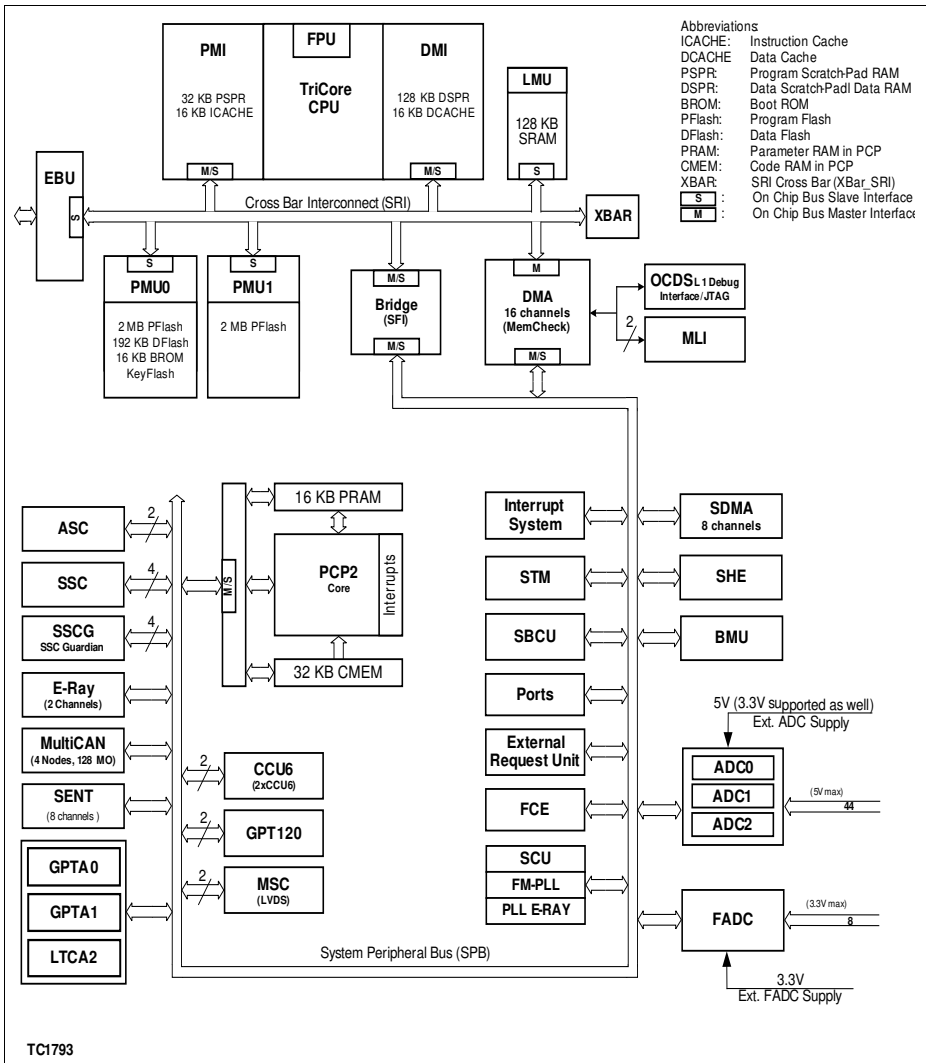 FPU
PMI
DMI
TriCore
CPU
32 KB PSPR
16 KB ICACHE
128 KB DSPR
16 KB DCACHE
M/S
M/S
LMU
128 KB
SRAM
S
Abbreviations:
ICACHE: Instruction Cache
DCACHE Data Cache
PSPR: Program Scratch-Pad RAM
DSPR: Data Scratch-Padl Data RAM
BROM: Boot ROM
PFlash: Program Flash
DFlash: Data Flash
PRAM: Parameter RAM in PCP
CMEM: Code RAM in PCP
XBAR: SRI Cross Bar (XBar_SRI)
S : On Chip Bus Slave Interface
M : On Chip Bus Master Interface
EBU
S
Cross Bar Interconnect (SRI)
XBAR
S
PMU0
2 MB PFlash
192 KB DFlash
16 KB BROM
KeyFlash
S
PMU1
2 MB PFlash
M/S
Bridge
(SFI)
M/S
M
DMA
16 channels
(MemCheck)
M/S
OCDS L1 Debug
Interface/JTAG
2
MLI
ASC
2
SSC
4
SSCG
SSC Guardian
4
E-Ray
(2 Channels)
MultiCAN
(4 Nodes, 128 MO)
SENT
(8 channels )
GPTA0
GPTA1
LTCA2
M/S
16 KB PRAM
PCP2
Core
Interrupts
32 KB CMEM
2
CCU6
(2xCCU6)
2
GPT120
2
MSC
(LVDS)
Interrupt
System
STM
SBCU
Ports
External
Request Unit
FCE
SCU
FM-PLL
PLL E-RAY
SDMA
8 channels
SHE
BMU
5V (3.3V supported as well)
Ext. ADC Supply
ADC0
ADC1
ADC2
(5V max)
44
FADC
(3.3V max)
8
3.3V
Ext. FADC Supply
System Peripheral Bus (SPB)
TC1793